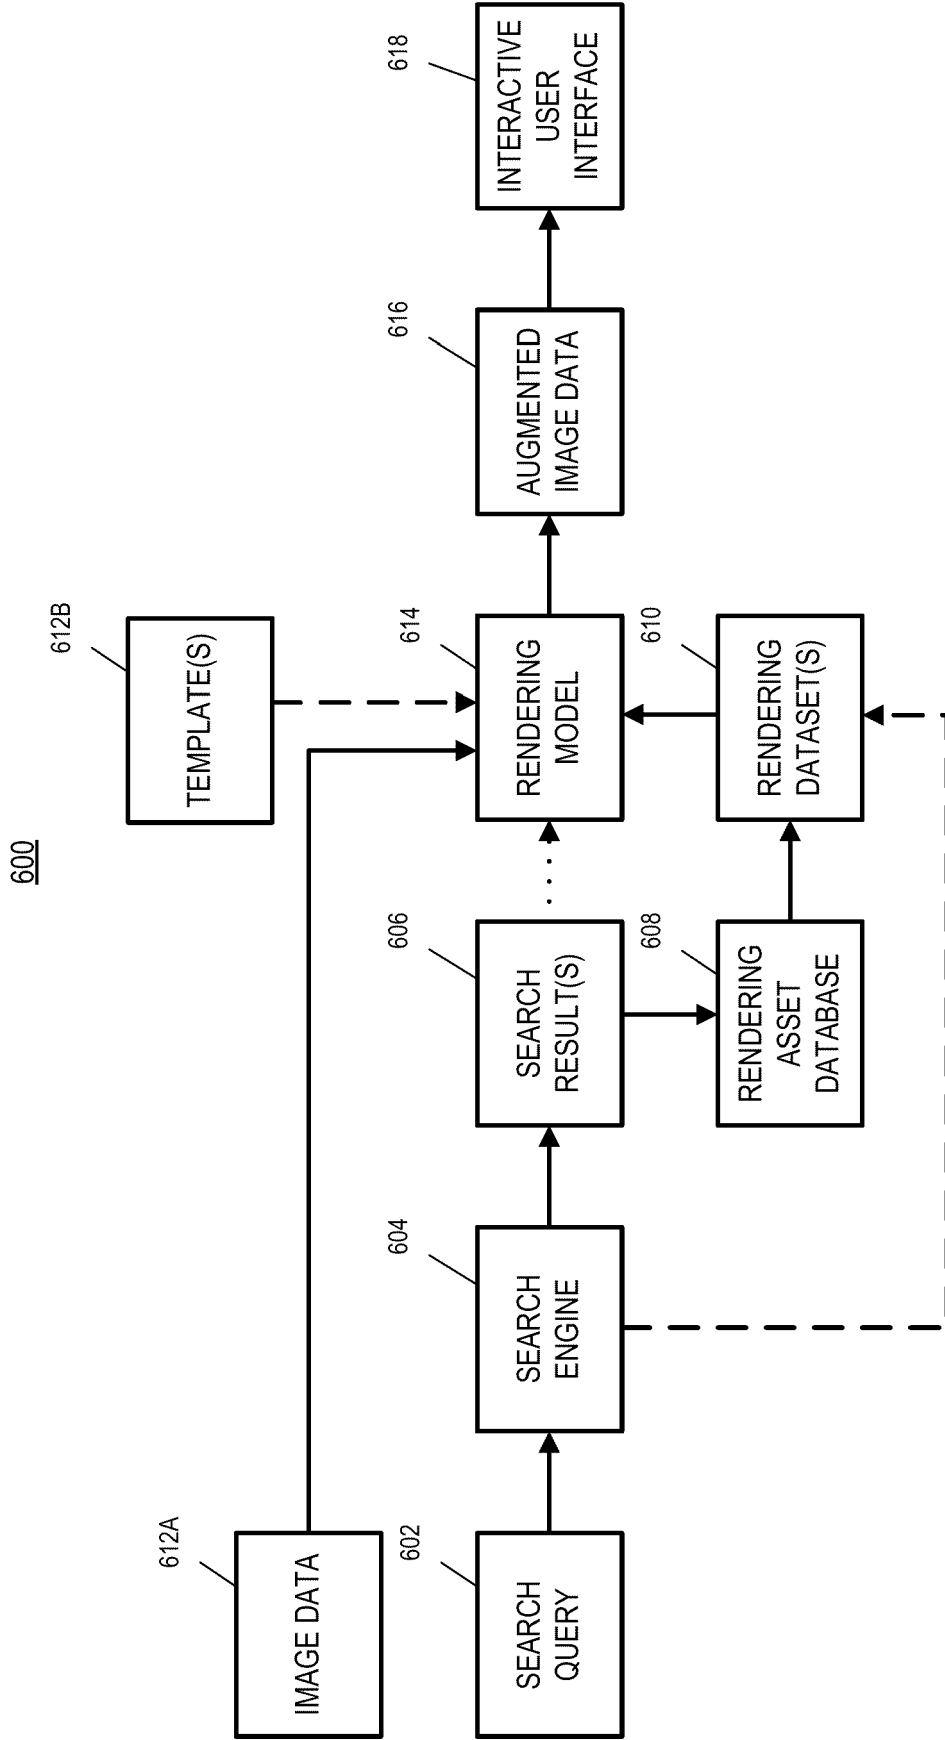 600
612B
TEMPLATE(S)
612A
IMAGE DATA
602
SEARCH
QUERY
604
SEARCH
ENGINE
606
SEARCH
RESULT(S)
614
RENDERING
MODEL
616
AUGMENTED
IMAGE DATA
618
INTERACTIVE
USER
INTERFACE
608
RENDERING
ASSET
DATABASE
610
RENDERING
DATASET(S)